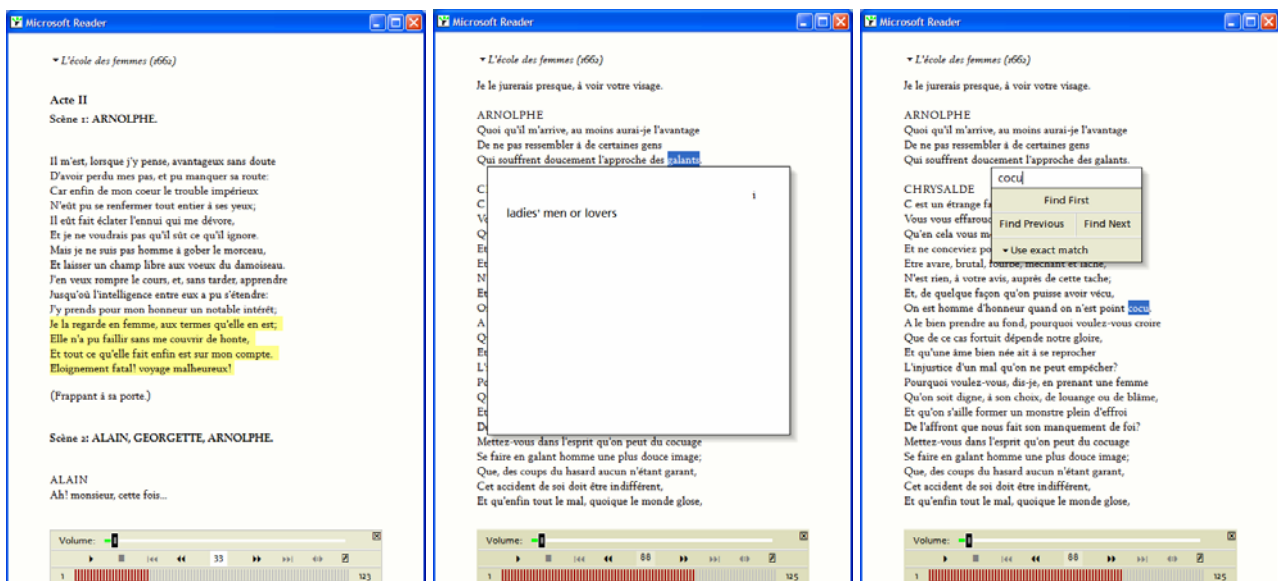 Microsoft Reader
L'école des femmes (1662)
Acte II
Scène 1: ARNOLPHE.
Il m'est, lorsque j'y pense, avantageux sans doute
D'avoir perdu mes pas, et pu manquer sa route:
Car enfin de mon coeur le trouble impérieux
N'eût pu se renfermer tout entier à ses yeux;
Il eût fait éclater l'ennui qui me dévore,
Et je ne voudrais pas qu'il sût ce qu'il ignore.
Mais je ne suis pas homme à gober le morceau,
Et laisser un champ libre aux voeux du damoiseau.
J'en veux rompre le cours, et, sans tarder, apprendre
Jusqu'où l'intelligence entre eux a pu s'étendre:
J'y prends pour mon honneur un notable intérêt;
Je la regarde en femme, aux termes qu'elle en est;
Elle n'a pu faillir sans me couvrir de honte,
Et tout ce qu'elle fait enfin est sur mon compte.
Eloignement fatal! voyage malheureux!
(Frappant à sa porte.)
Scène 2: ALAIN, GEORGETTE, ARNOLPHE.
ALAIN
Ah! monsieur, cette fois...
Volume:
33
1 123
Microsoft Reader
L'école des femmes (1662)
Je le jurerais presque, à voir votre visage.
ARNOLPHE
Quoi qu'il m'arrive, au moins aurai-je l'avantage
De ne pas ressembler à de certaines gens
Qui souffrent doucement l'approche des galants.
i
ladies' men or lovers
Mettez-vous dans l'esprit qu'on peut du cocuage
Se faire en galant homme une plus douce image;
Que, des coups du hasard aucun n'étant garant,
Cet accident de soi doit être indifférent,
Et qu'enfin tout le mal, quoique le monde glose,
Volume:
88
1 125
Microsoft Reader
L'école des femmes (1662)
Je le jurerais presque, à voir votre visage.
ARNOLPHE
Quoi qu'il m'arrive, au moins aurai-je l'avantage
De ne pas ressembler à de certaines gens
Qui souffrent doucement l'approche des galants.
cocu
Find First
Find Previous Find Next
Use exact match
CHRYSALDE
C est un étrange
Vous vous
Qu'en cela vous
Et ne conceviez
Etre avare, brutal, fourbe, méchant et lâche,
N'est rien, à votre avis, auprès de cette tache;
Et, de quelque façon qu'on puisse avoir vécu,
On est homme d'honneur quand on n'est point cocu.
A le bien prendre au fond, pourquoi voulez-vous croire
Que de ce cas fortuit dépende notre gloire,
Et qu'une âme bien née ait à se reprocher
L'injustice d'un mal qu'on ne peut empêcher?
Pourquoi voulez-vous, dis-je, en prenant une femme
Qu'on soit digne, à son choix, de louange ou de blâme,
Et qu'on s'aille former un monstre plein d'effroi
De l'affront que nous fait son manquement de foi?
Mettez-vous dans l'esprit qu'on peut du cocuage
Se faire en galant homme une plus douce image;
Que, des coups du hasard aucun n'étant garant,
Cet accident de soi doit être indifférent,
Et qu'enfin tout le mal, quoique le monde glose,
Volume:
88
1 125